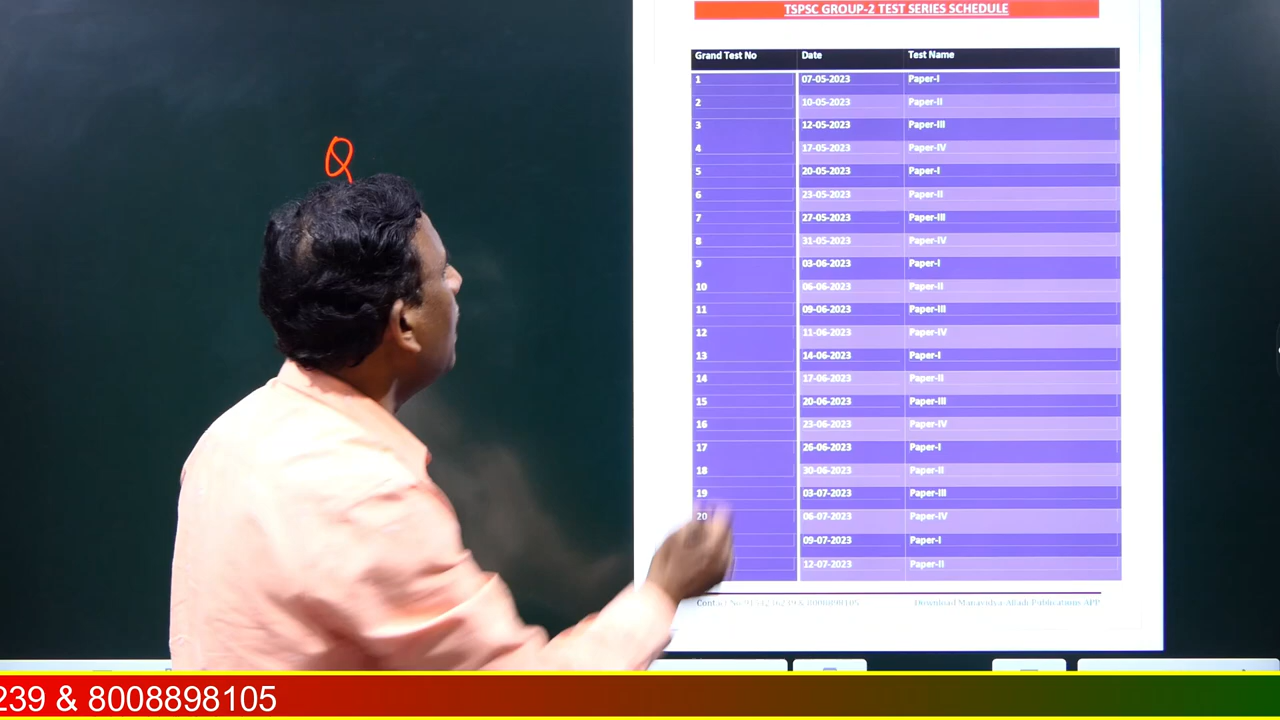 TSPSC GROUP-2 TEST SERIES SCHEDULE
Grand Test No Date Test Name
1 07-05-2023 Paper-I
2 10-05-2023 Paper-II
3 12-05-2023 Paper-III
4 17-05-2023 Paper-IV
5 20-05-2023 Paper-I
6 23-05-2023 Paper-II
7 27-05-2023 Paper-III
8 31-05-2023 Paper-IV
9 03-06-2023 Paper-I
10 06-06-2023 Paper-II
11 09-06-2023 Paper-III
12 11-06-2023 Paper-IV
13 14-06-2023 Paper-I
14 17-06-2023 Paper-II
15 20-06-2023 Paper-III
16 23-06-2023 Paper-IV
17 26-06-2023 Paper-I
18 30-06-2023 Paper-II
19 03-07-2023 Paper-III
20 06-07-2023 Paper-IV
09-07-2023 Paper-I
12-07-2023 Paper-II
Contact & 8008898105 Download Publications APP
239 & 8008898105